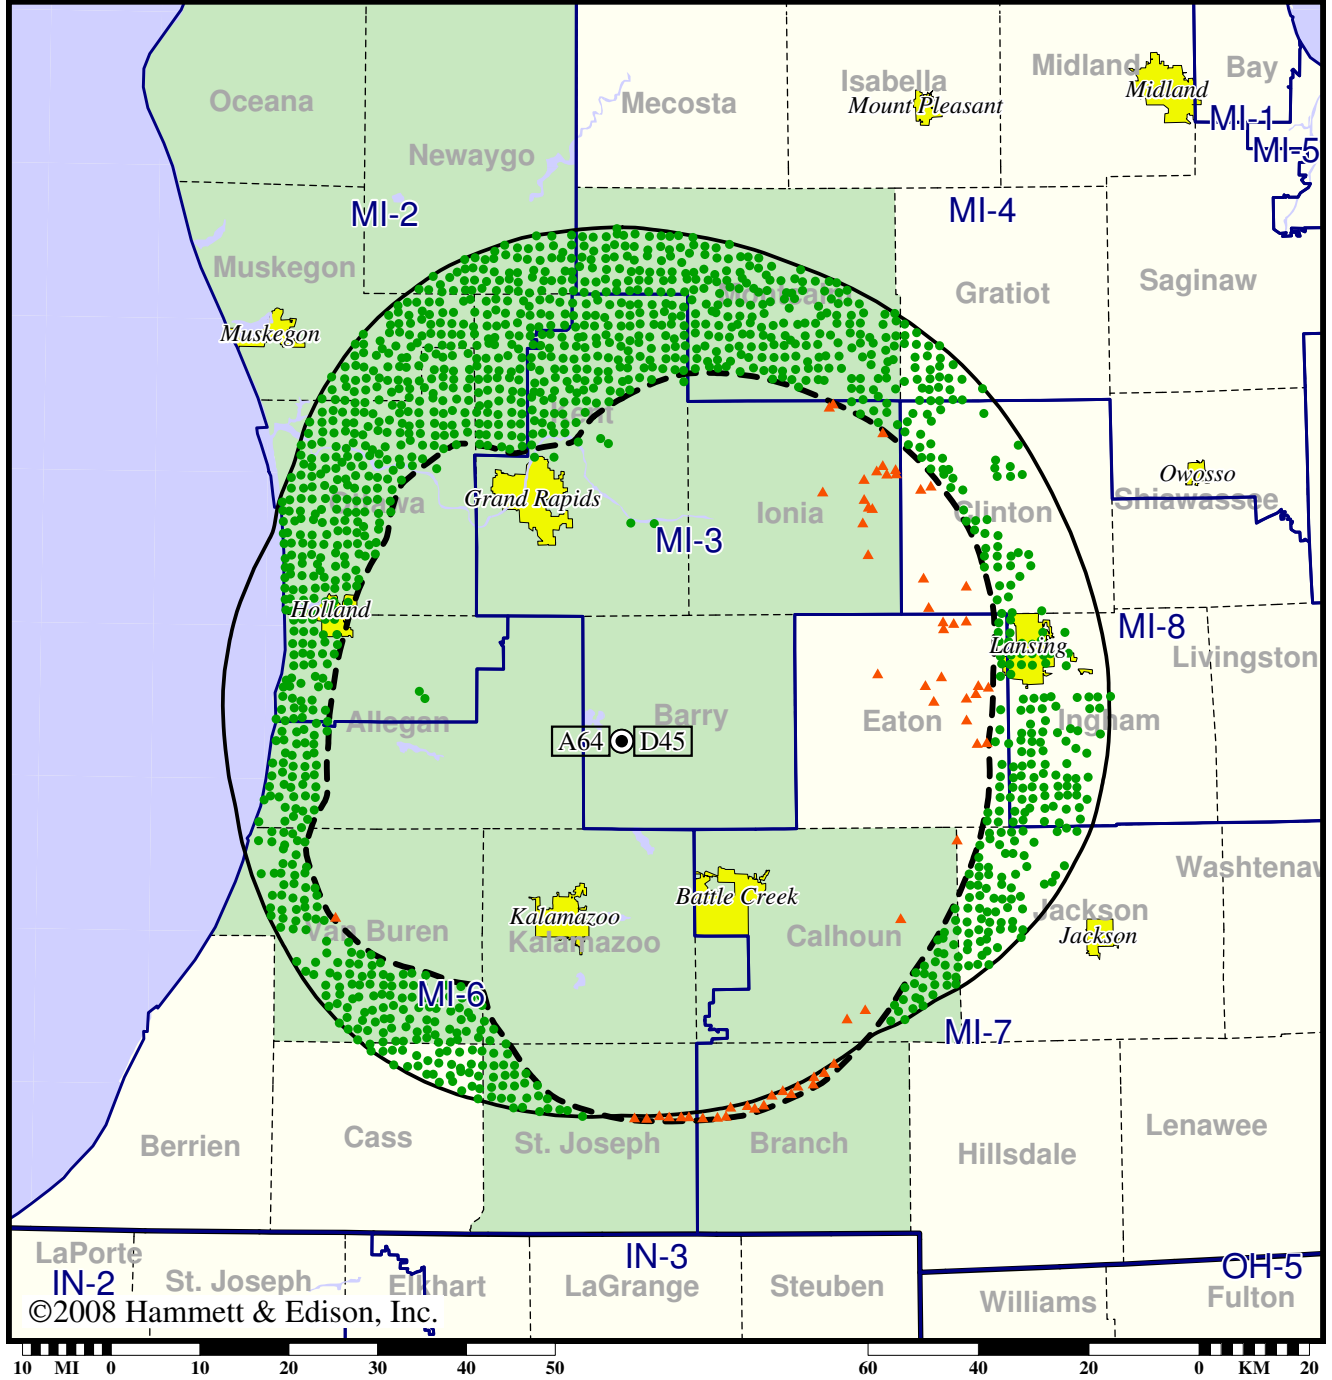 Oceana
Newaygo
Mecosta
Isabella
Mount Pleasant
Midland
Midland
Bay
MI-1
MI-5
MI-2
MI-4
Muskegon
Muskegon
Montcalm
Gratiot
Saginaw
Kent
Ottawa
Grand Rapids
Ionia
MI-3
Clinton
Owosso
Shiawassee
Holland
Lansing
MI-8
Livingston
Allegan
Barry
Eaton
Ingham
A64
D45
Van Buren
Kalamazoo
Kalamazoo
Battle Creek
Calhoun
Jackson
Jackson
Washtenaw
MI-6
MI-7
Berrien
Cass
St. Joseph
Branch
Hillsdale
Lenawee
LaPorte
IN-2
St. Joseph
Elkhart
IN-3
LaGrange
Steuben
Williams
OH-5
Fulton
©2008 Hammett & Edison, Inc.
10 MI 0 10 20 30 40 50 60 40 20 0 KM 20